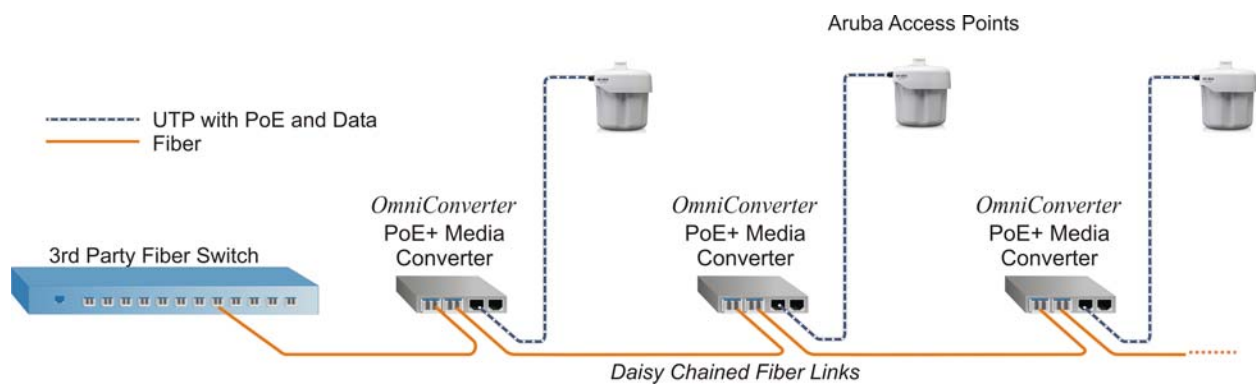 Aruba Access Points
UTP with PoE and Data
Fiber
OmniConverter
PoE+ Media
Converter
OmniConverter
PoE+ Media
Converter
OmniConverter
PoE+ Media
Converter
3rd Party Fiber Switch
Daisy Chained Fiber Links